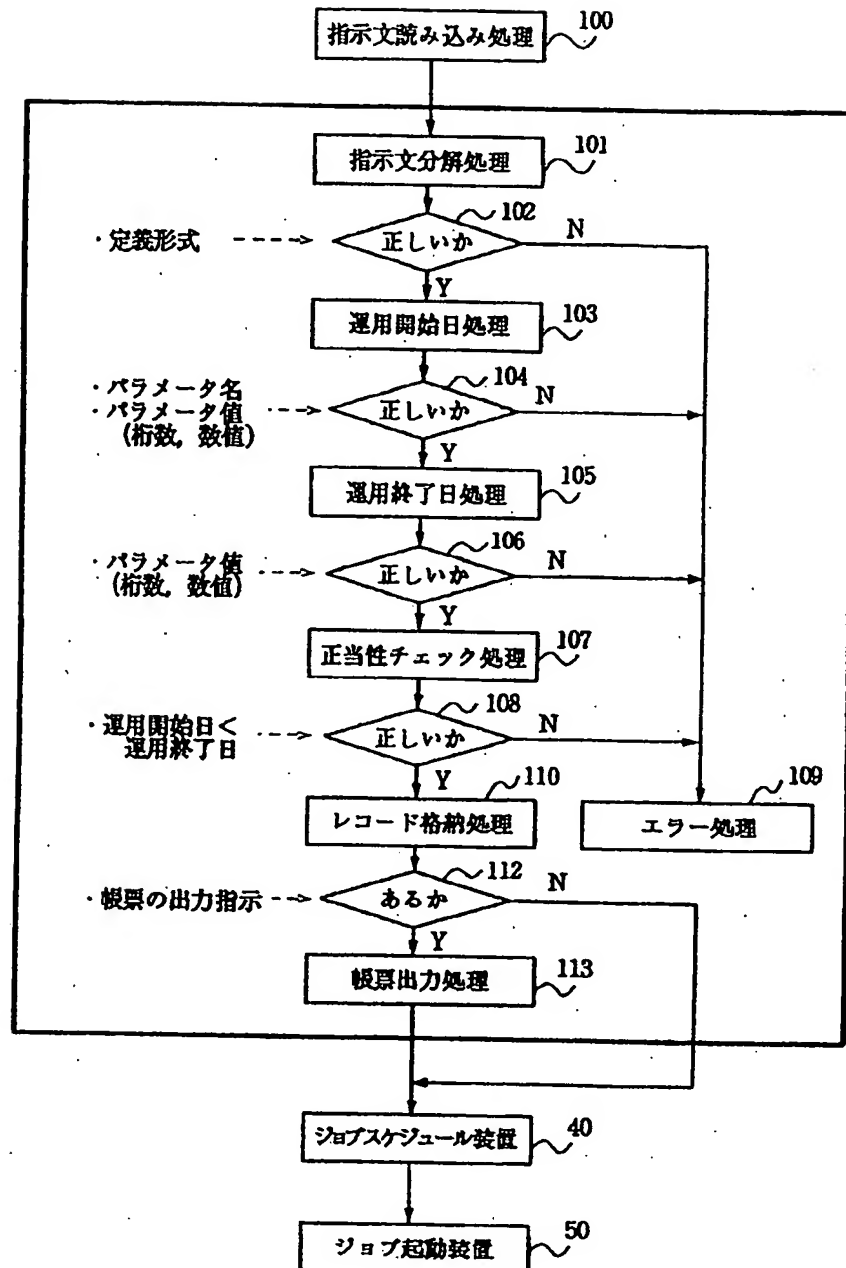 指示文読み込み処理 100
指示文分解処理 101
102
・定義形式 正しいか N
Y
運用開始日処理 103
104
・パラメータ名
・パラメータ値 正しいか N
(桁数, 数値)
Y
運用終了日処理 105
106
・パラメータ値 正しいか N
(桁数, 数値)
Y
正当性チェック処理 107
108
・運用開始日< 正しいか N
運用終了日
Y
110 109
レコード格納処理 エラー処理
112
・帳票の出力指示 あるか N
Y
帳票出力処理 113
ジョブスケジュール装置 40
ジョブ起動装置 50